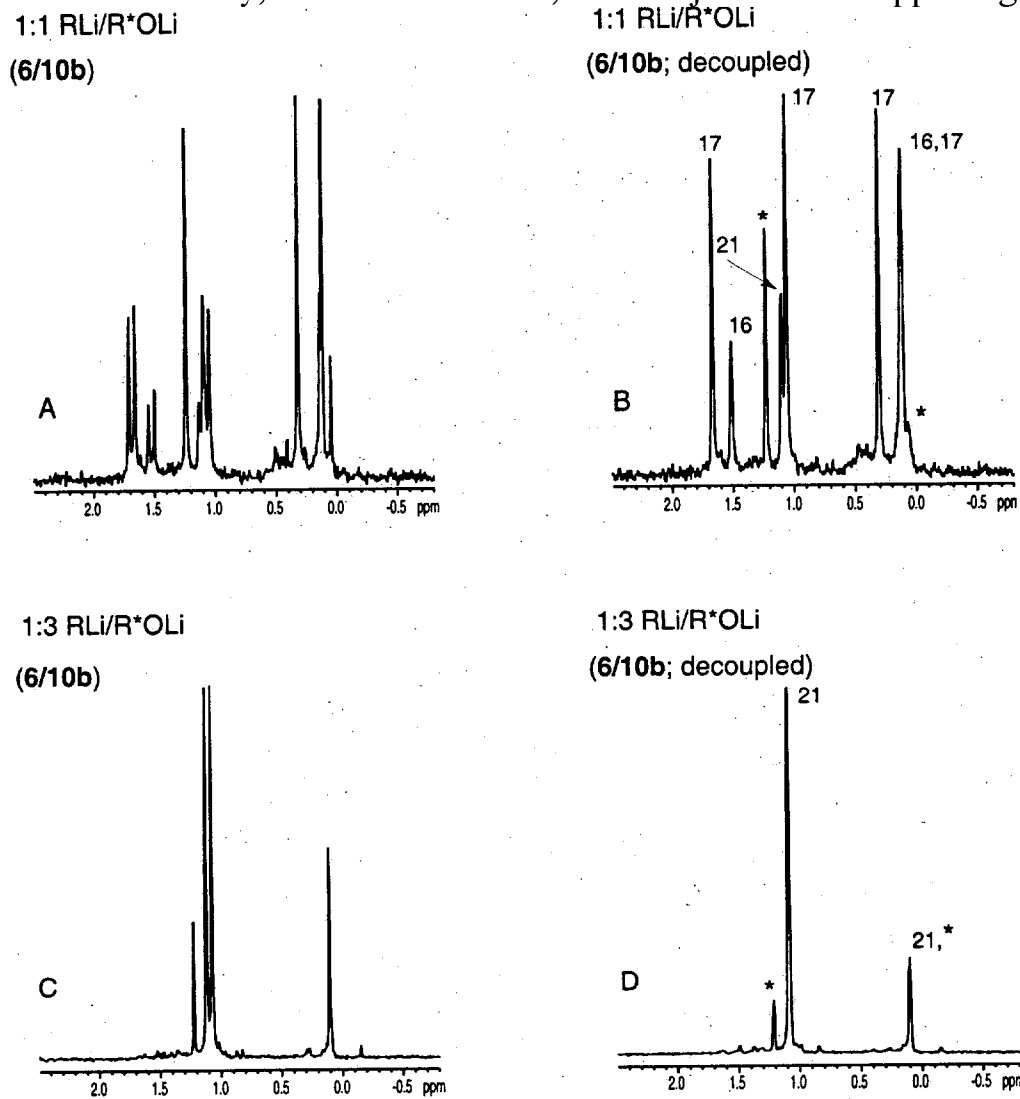 1:1 RLi/R*OLi
(6/10b)
A
2.0 1.5 1.0 0.5 0.0 -0.5 ppm
1:1 RLi/R*OLi
(6/10b; decoupled)
17
17
17
16,17
*
21
16
*
B
2.0 1.5 1.0 0.5 0.0 -0.5 ppm
1:3 RLi/R*OLi
(6/10b)
C
2.0 1.5 1.0 0.5 0.0 -0.5 ppm
1:3 RLi/R*OLi
(6/10b; decoupled)
21
21,*
*
D
2.0 1.5 1.0 0.5 0.0 -0.5 ppm